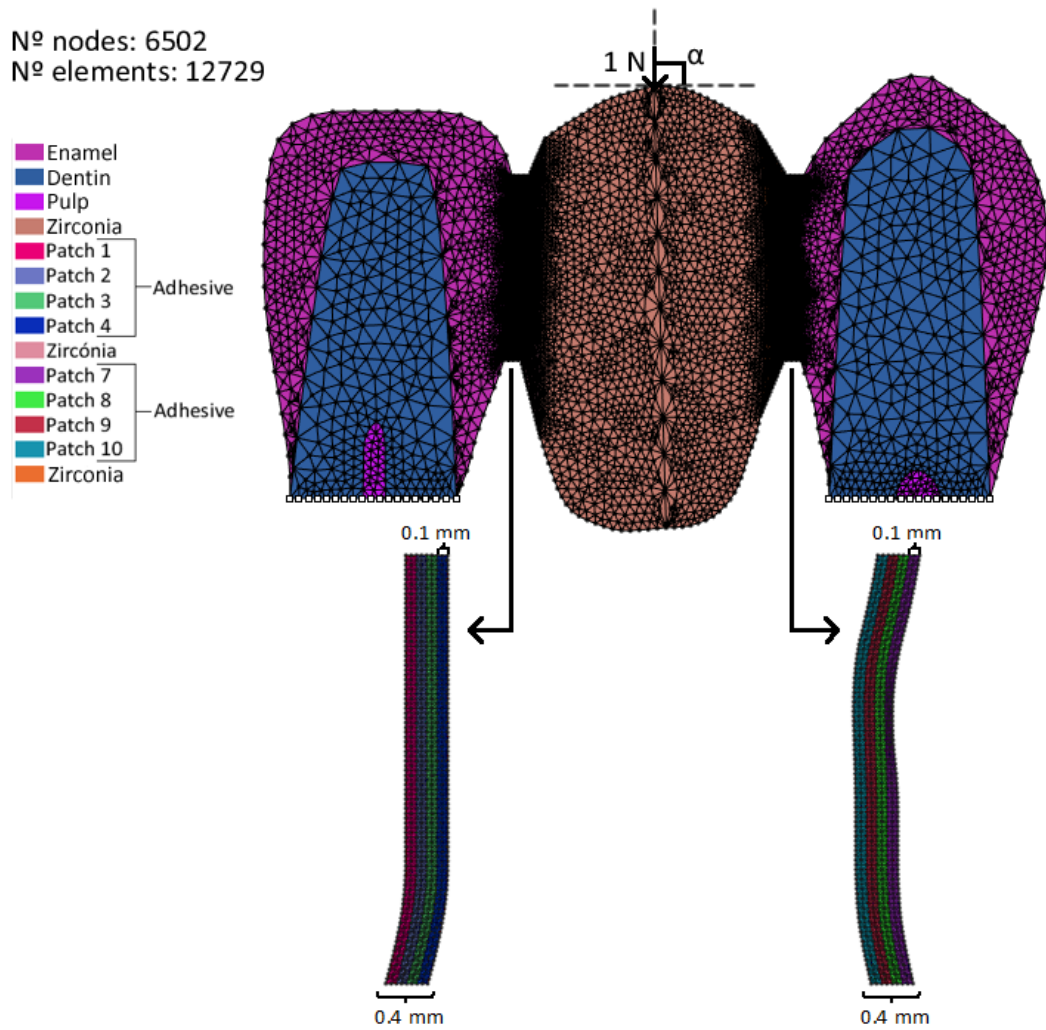 Nº nodes: 6502
Nº elements: 12729
1 N
α
Enamel
Dentin
Pulp
Zirconia
Patch 1
Patch 2
Patch 3
Patch 4
Adhesive
Zircónia
Patch 7
Patch 8
Patch 9
Patch 10
Adhesive
Zirconia
0.1 mm
0.1 mm
0.4 mm
0.4 mm